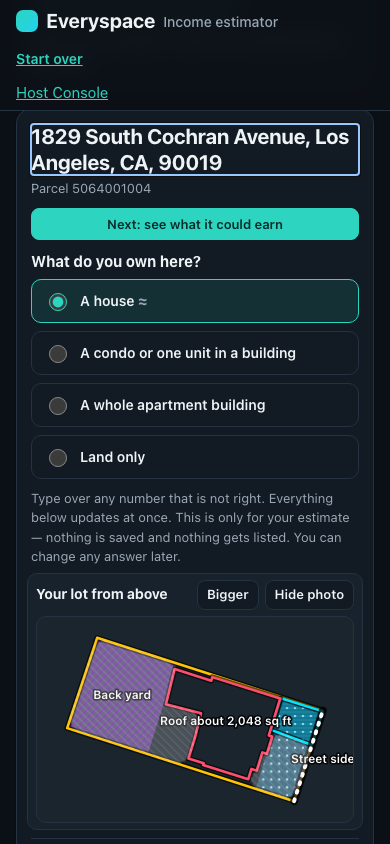 Everyspace Income estimator
Start over
Host Console
1829 South Cochran Avenue, Los
Angeles, CA, 90019
Parcel 5064001004
Next: see what it could earn
What do you own here?
A house ≈
A condo or one unit in a building
A whole apartment building
Land only
Type over any number that is not right. Everything
below updates at once. This is only for your estimate
— nothing is saved and nothing gets listed. You can
change any answer later.
Your lot from above
Bigger
Hide photo
Back yard
Roof about 2,048 sq ft
Street side